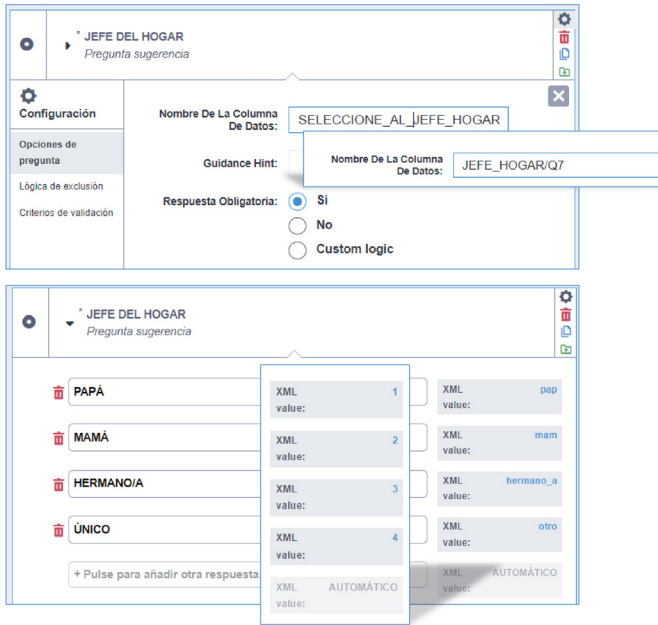 * JEFE DEL HOGAR
Pregunta sugerencia
Configuración
Opciones de pregunta
Lógica de exclusión
Criterios de validación
Nombre De La Columna
De Datos:
SELECCIONE_AL_JEFE_HOGAR
Nombre De La Columna
De Datos:
JEFE_HOGAR/Q7
Guidance Hint:
Respuesta Obligatoria:
Sí
No
Custom logic
* JEFE DEL HOGAR
Pregunta sugerencia
PAPÁ
XML value: 1
XML value: pap
MAMÁ
XML value: 2
XML value: mam
HERMANO/A
XML value: 3
XML value: hermano_a
ÚNICO
XML value: 4
XML value: otro
+ Pulse para añadir otra respuesta.
XML value: AUTOMÁTICO
XML value: AUTOMÁTICO